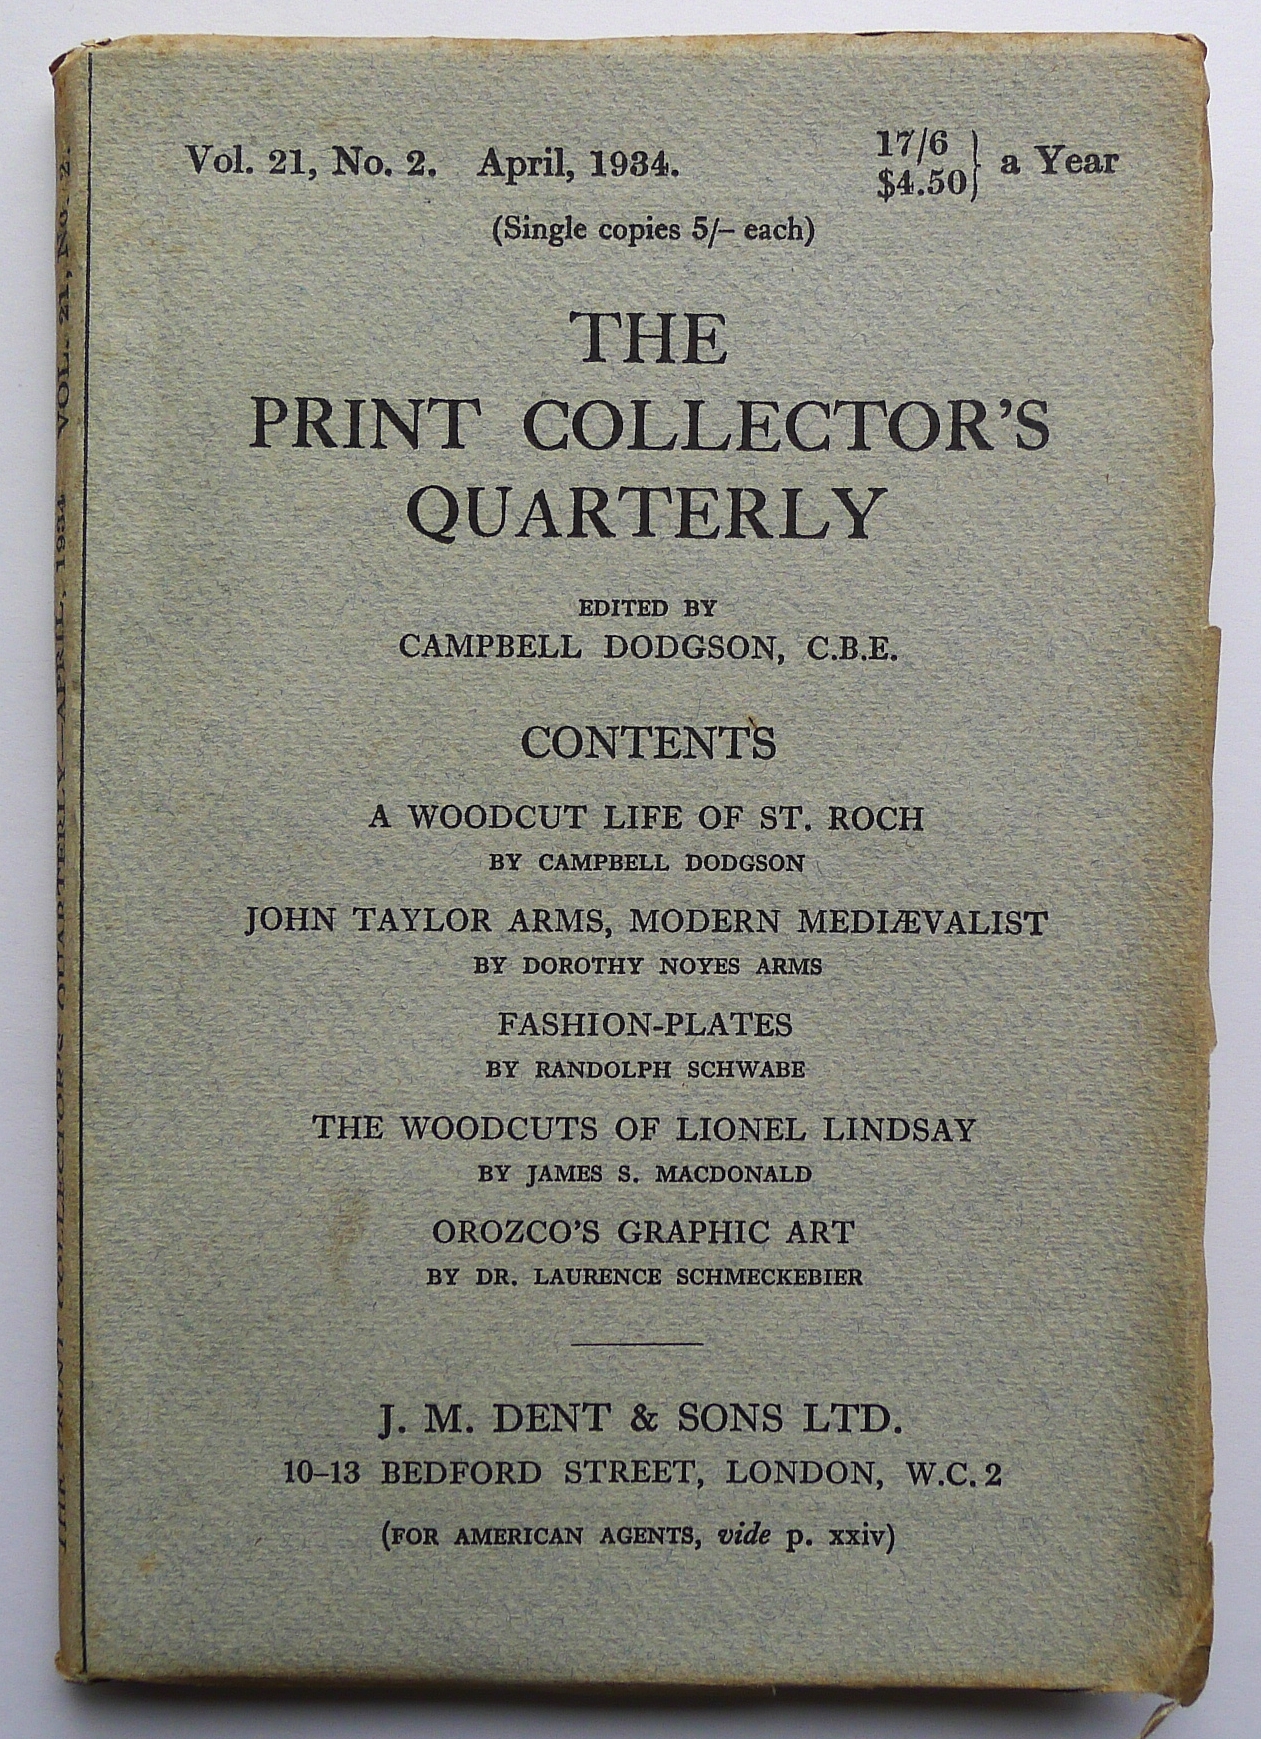 Vol. 21, No. 2. April, 1934.
17/6
$4.50} a Year
(Single copies 5/– each)
THE
PRINT COLLECTOR'S
QUARTERLY
EDITED BY
CAMPBELL DODGSON, C.B.E.
CONTENTS
A WOODCUT LIFE OF ST. ROCH
BY CAMPBELL DODGSON
JOHN TAYLOR ARMS, MODERN MEDIÆVALIST
BY DOROTHY NOYES ARMS
FASHION-PLATES
BY RANDOLPH SCHWABE
THE WOODCUTS OF LIONEL LINDSAY
BY JAMES S. MACDONALD
OROZCO'S GRAPHIC ART
BY DR. LAURENCE SCHMECKEBIER
J. M. DENT & SONS LTD.
10–13 BEDFORD STREET, LONDON, W.C. 2
(FOR AMERICAN AGENTS, vide p. xxiv)
THE PRINT COLLECTOR'S QUARTERLY—APRIL, 1934 VOL. 21, No. 2.